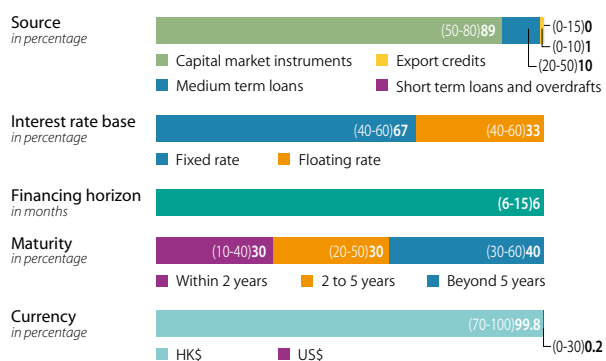 Source
in percentage
(50-80)89
(0-15)0
(0-10)1
(20-50)10
Capital market instruments
Export credits
Medium term loans
Short term loans and overdrafts
Interest rate base
in percentage
(40-60)67
(40-60)33
Fixed rate
Floating rate
Financing horizon
in months
(6-15)6
Maturity
in percentage
(10-40)30
(20-50)30
(30-60)40
Within 2 years
2 to 5 years
Beyond 5 years
Currency
in percentage
(70-100)99.8
(0-30)0.2
HK$
US$